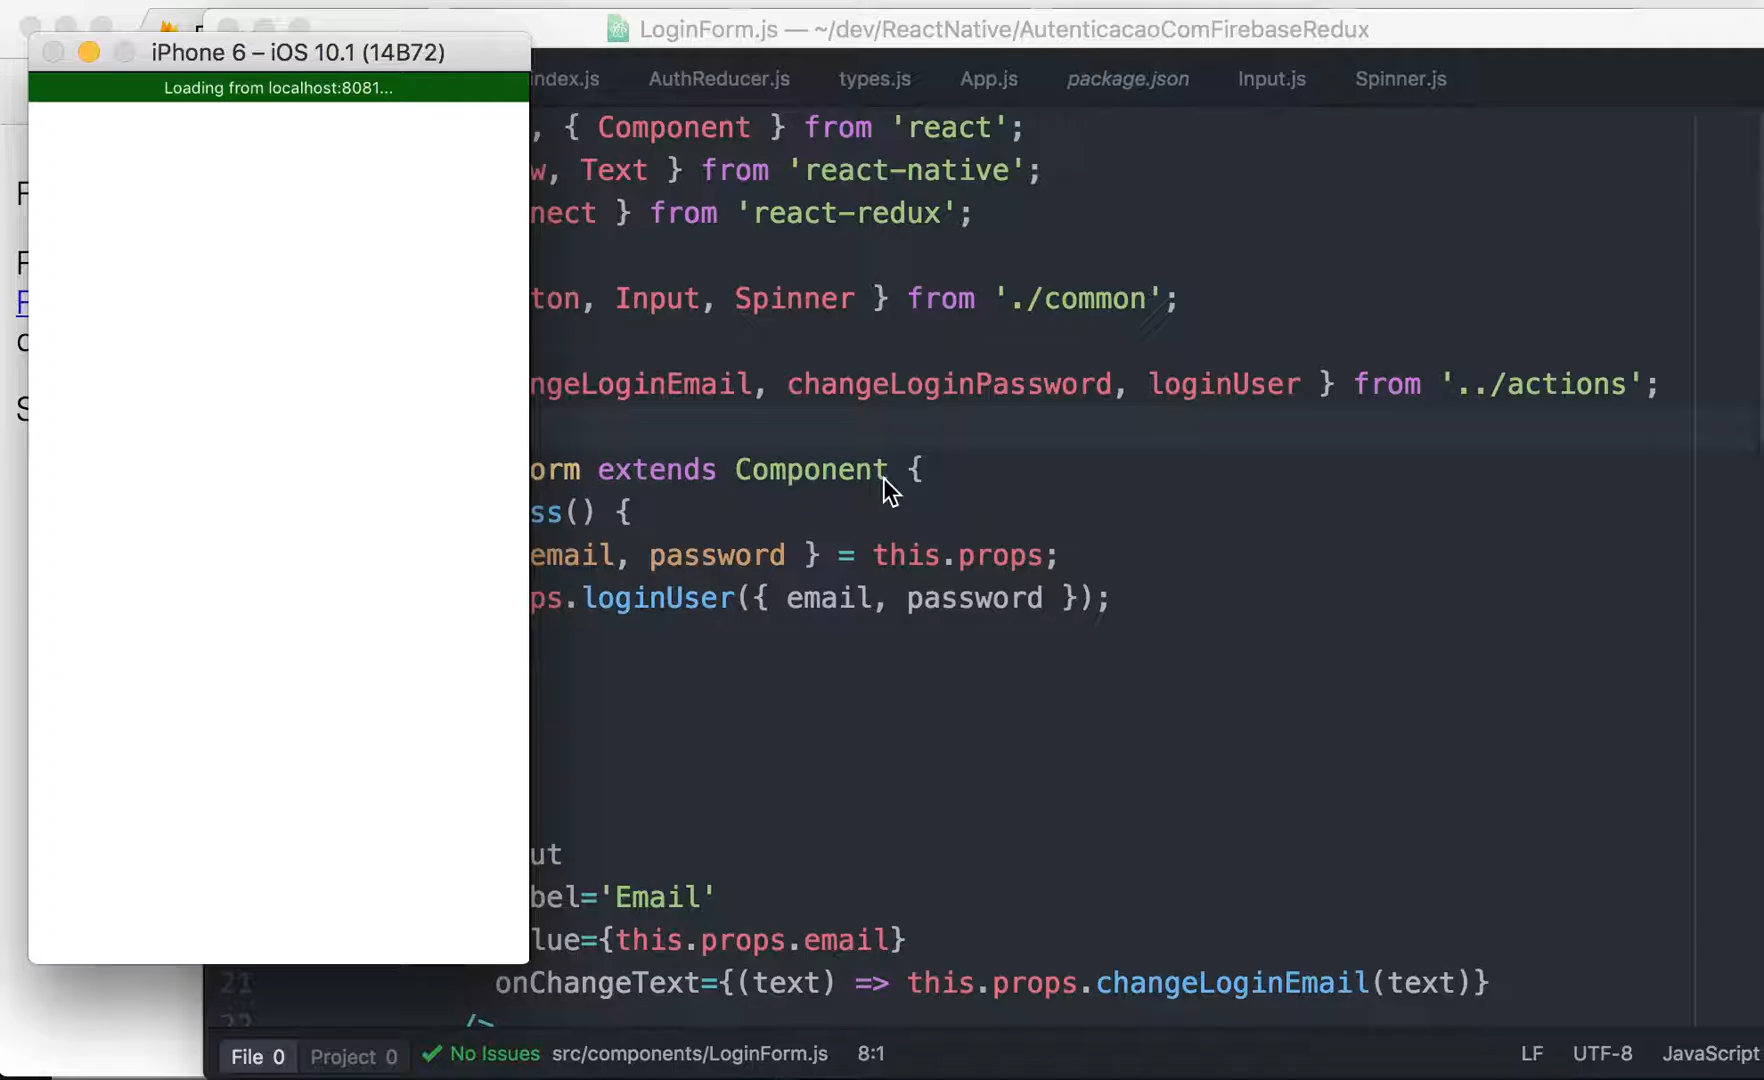 LoginForm.js — ~/dev/ReactNative/AutenticacaoComFirebaseRedux
iPhone 6 – iOS 10.1 (14B72)
Loading from localhost:8081...
index.js AuthReducer.js types.js App.js package.json Input.js Spinner.js
, { Component } from 'react';
w, Text } from 'react-native';
nect } from 'react-redux';
ton, Input, Spinner } from './common';
ngeLoginEmail, changeLoginPassword, loginUser } from '../actions';
orm extends Component {
ss() {
email, password } = this.props;
ps.loginUser({ email, password });
ut
bel='Email'
lue={this.props.email}
21 onChangeText={(text) => this.props.changeLoginEmail(text)}
22 />
File 0 Project 0 No Issues src/components/LoginForm.js 8:1 LF UTF-8 JavaScript